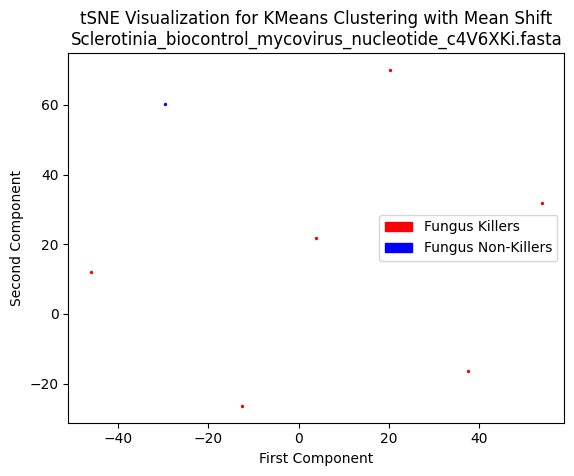 tSNE Visualization for KMeans Clustering with Mean Shift
Sclerotinia_biocontrol_mycovirus_nucleotide_c4V6XKi.fasta
60
40
20
0
−20
Second Component
Fungus Killers
Fungus Non-Killers
−40 −20 0 20 40
First Component